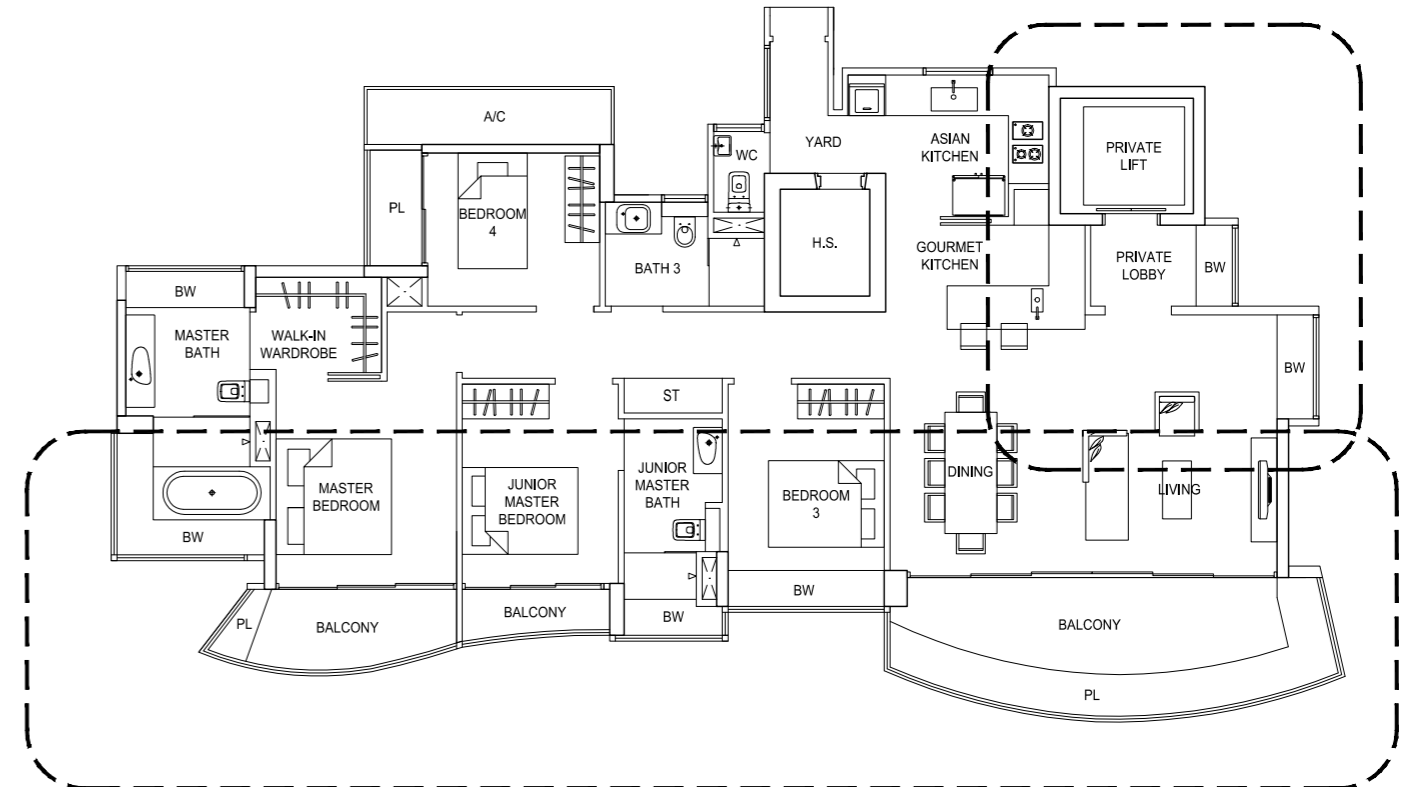 A/C
YARD
ASIAN
KITCHEN
PRIVATE
LIFT
WC
PL
BEDROOM
4
H.S.
GOURMET
KITCHEN
PRIVATE
LOBBY
BW
BATH 3
BW
MASTER
BATH
WALK-IN
WARDROBE
BW
ST
MASTER
BEDROOM
JUNIOR
MASTER
BEDROOM
JUNIOR
MASTER
BATH
BEDROOM
3
DINING
LIVING
BW
BW
BW
PL
BALCONY
BALCONY
BALCONY
PL